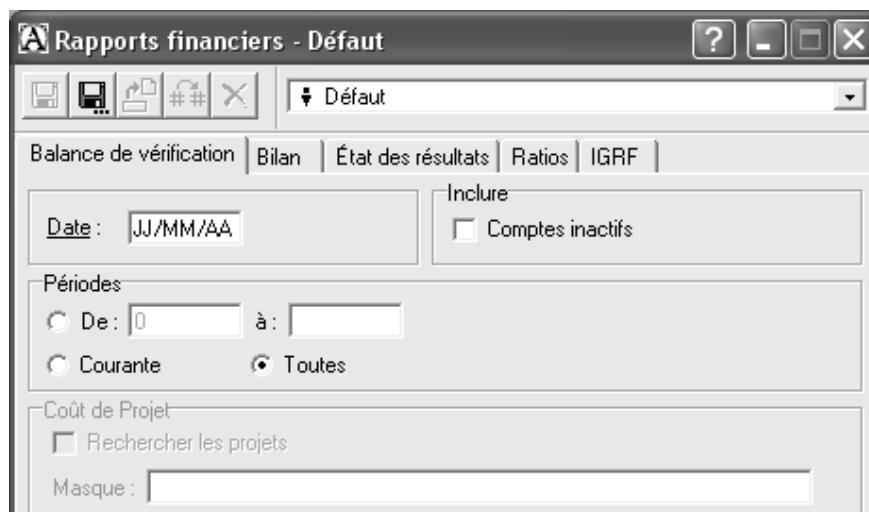 A Rapports financiers - Défaut ?
## Défaut
Balance de vérification Bilan État des résultats Ratios IGRF
Inclure
Date : JJ/MM/AA Comptes inactifs
Périodes
De : 0 à :
Courante Toutes
Coût de Projet
Rechercher les projets
Masque :